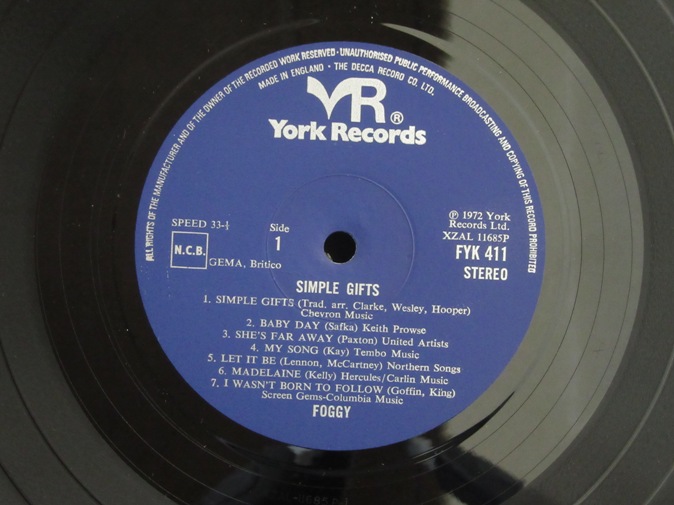 ALL RIGHTS OF THE MANUFACTURER AND OF THE OWNER OF THE RECORDED WORK RESERVED · UNAUTHORISED PUBLIC PERFORMANCE BROADCASTING AND COPYING OF THIS RECORD PROHIBITED
MADE IN ENGLAND · THE DECCA RECORD CO. LTD.
YR ®
York Records
SPEED 33-⅓
N.C.B.
GEMA, Britico
Side
1
℗ 1972 York
Records Ltd.
XZAL 11685P
FYK 411
STEREO
SIMPLE GIFTS
1. SIMPLE GIFTS (Trad. arr. Clarke, Wesley, Hooper)
Chevron Music
2. BABY DAY (Safka) Keith Prowse
3. SHE'S FAR AWAY (Paxton) United Artists
4. MY SONG (Kay) Tembo Music
5. LET IT BE (Lennon, McCartney) Northern Songs
6. MADELAINE (Kelly) Hercules/Carlin Music
7. I WASN'T BORN TO FOLLOW (Goffin, King)
Screen Gems-Columbia Music
FOGGY